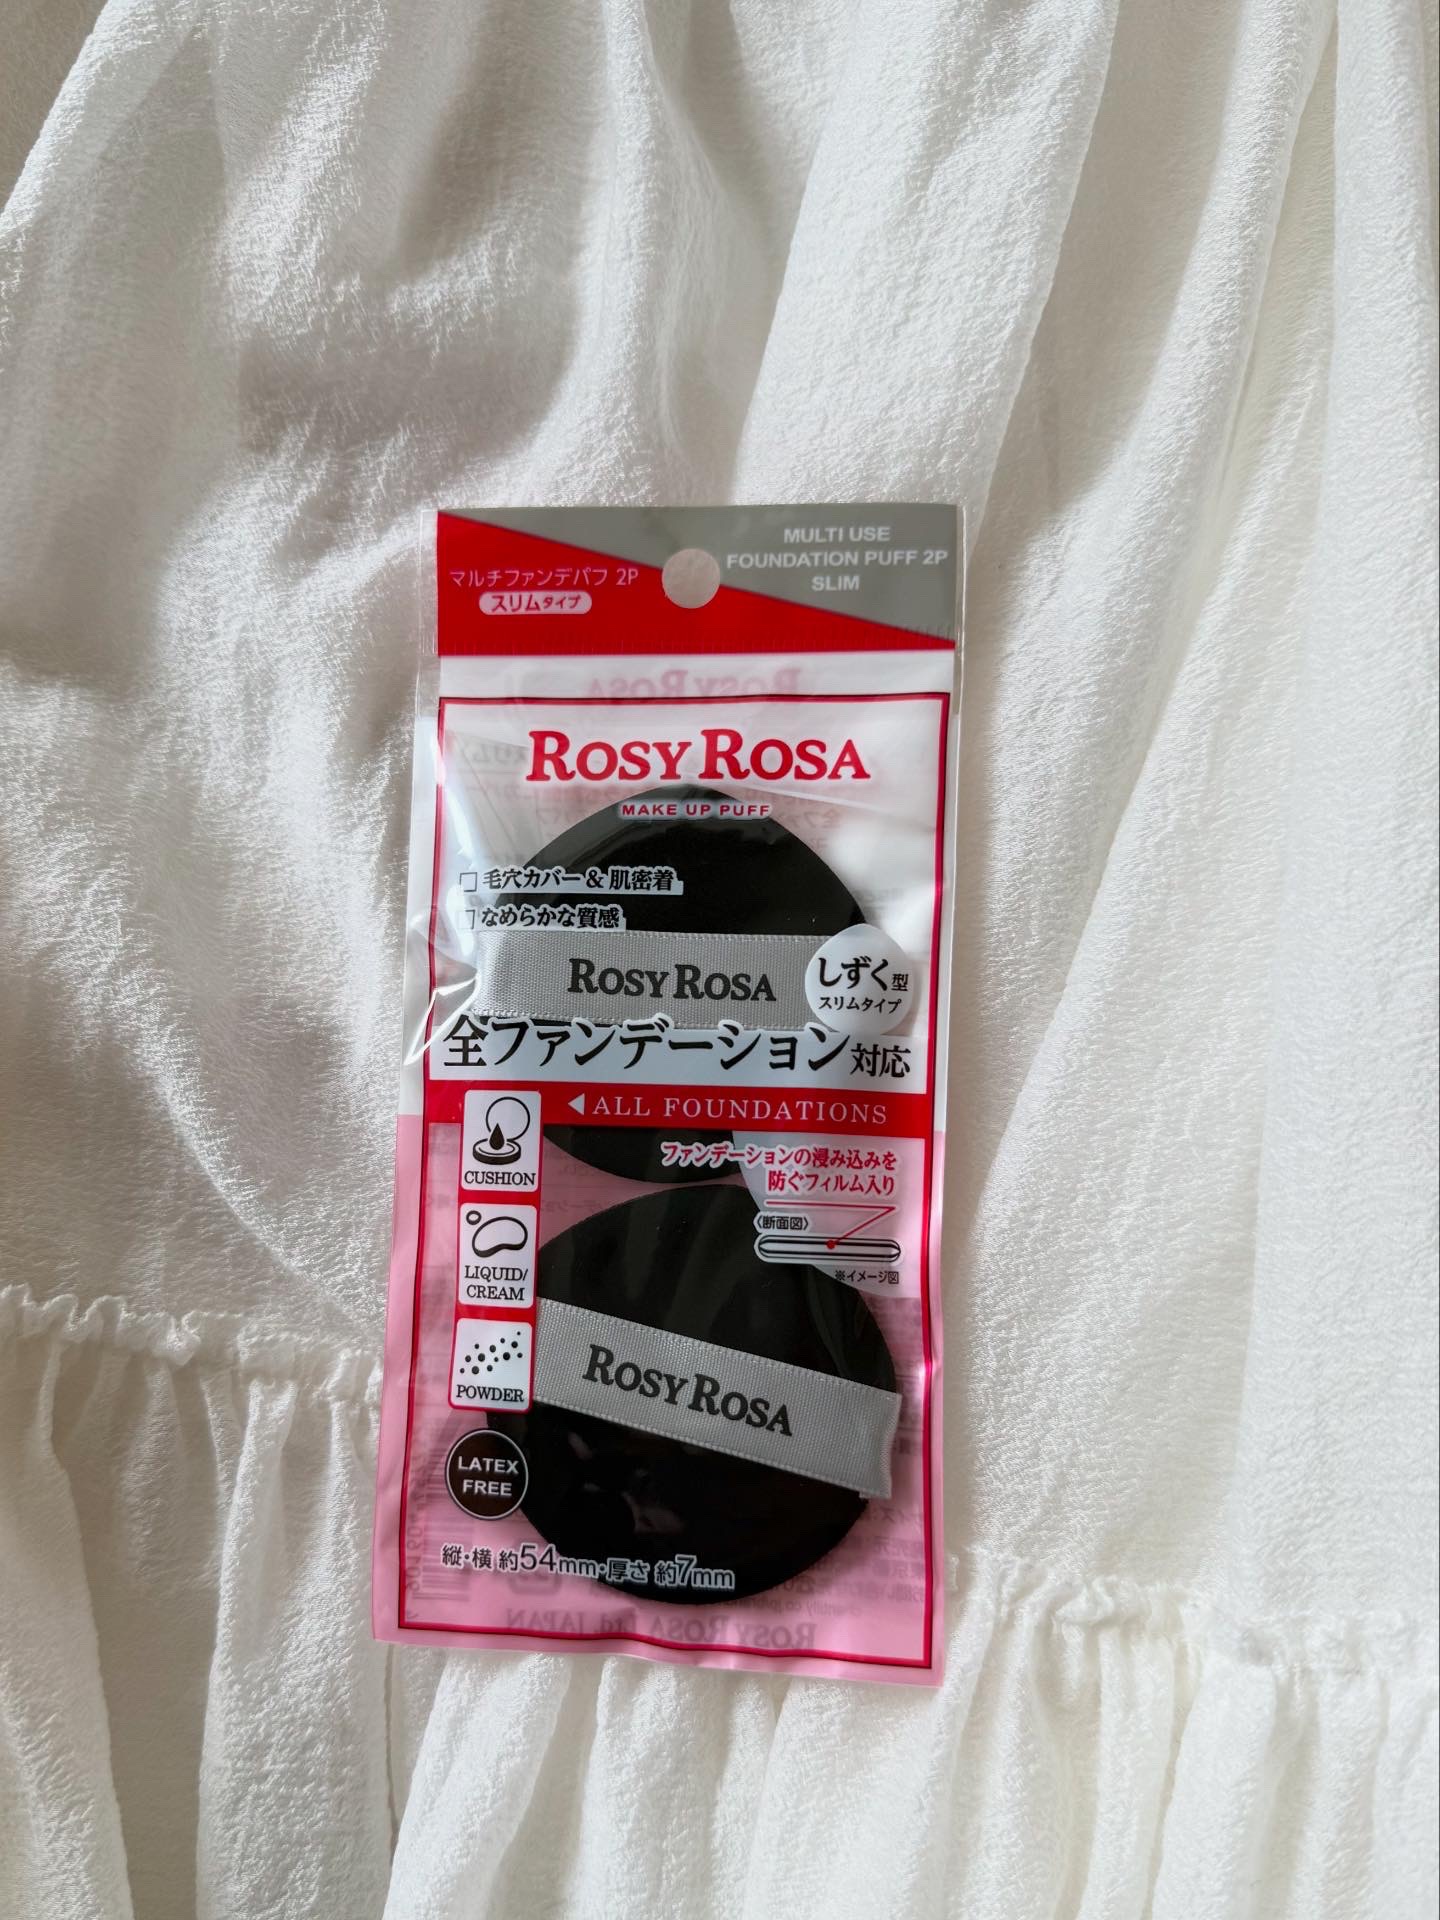 マルチファンデパフ 2P
スリムタイプ
MULTI USE
FOUNDATION PUFF 2P
SLIM
ROSY ROSA
MAKE UP PUFF
毛穴カバー & 肌密着
なめらかな質感
ROSY ROSA
しずく型
スリムタイプ
全ファンデーション対応
ALL FOUNDATIONS
CUSHION
LIQUID/
CREAM
POWDER
ファンデーションの浸み込みを
防ぐフィルム入り
〈断面図〉
※イメージ図
ROSY ROSA
LATEX
FREE
縦・横 約54mm・厚さ 約7mm